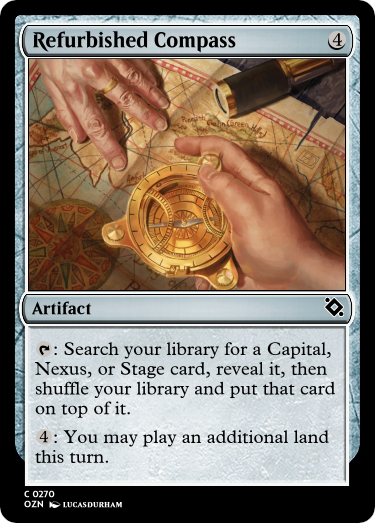 Refurbished Compass 4
Artifact
: Search your library for a Capital,
Nexus, or Stage card, reveal it, then
shuffle your library and put that card
on top of it.
4 : You may play an additional land
this turn.
C 0270
OZN LUCASDURHAM